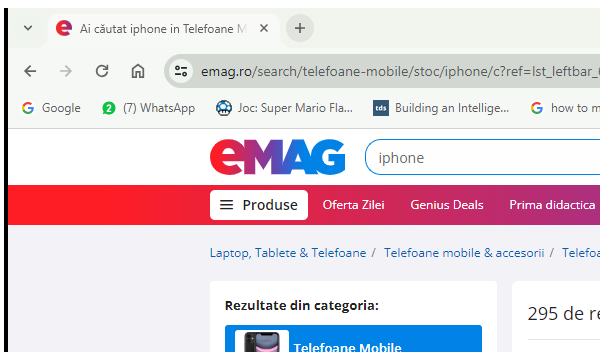 Ai căutat iphone in Telefoane M
emag.ro/search/telefoane-mobile/stoc/iphone/c?ref=lst_leftbar_
Google (7) WhatsApp Joc: Super Mario Fla... tds Building an Intellige... how to m
2
eMAG iphone
Produse Oferta Zilei Genius Deals Prima didactica
Laptop, Tablete & Telefoane / Telefoane mobile & accesorii / Telefo
Rezultate din categoria:
295 de re
Telefoane Mobile